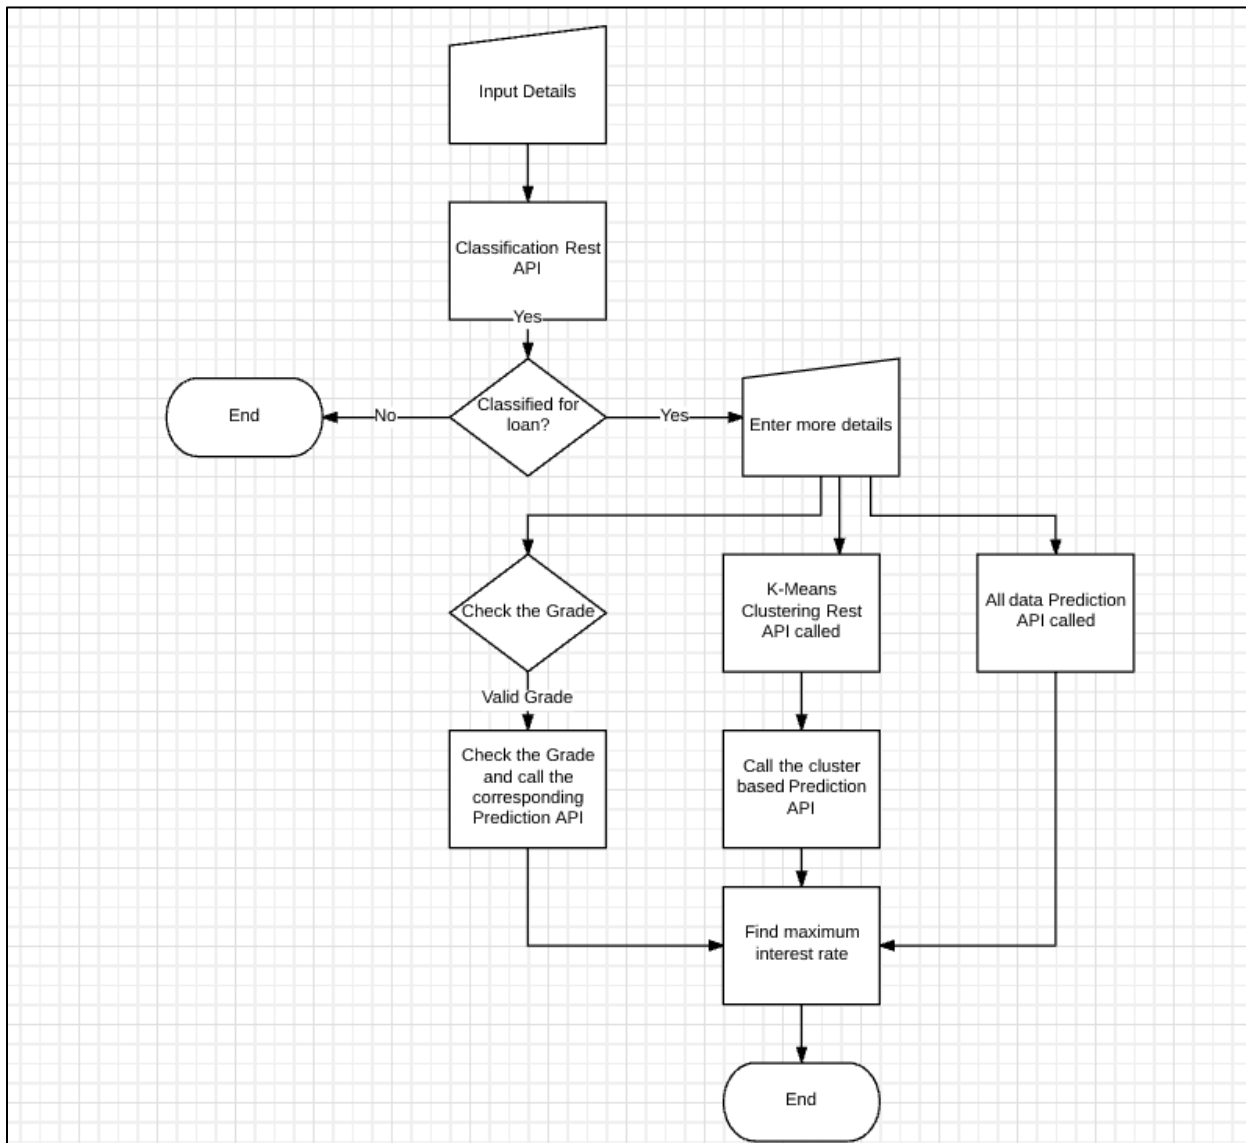 Input Details
Classification Rest
API
Yes
End
No
Classified for
loan?
Yes
Enter more details
Check the Grade
K-Means
Clustering Rest
API called
All data Prediction
API called
Valid Grade
Check the Grade
and call the
corresponding
Prediction API
Call the cluster
based Prediction
API
Find maximum
interest rate
End